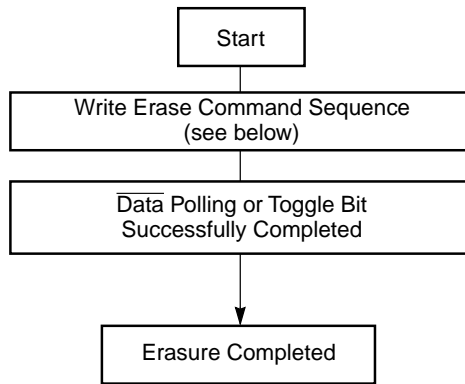 Start
Write Erase Command Sequence
(see below)
Data Polling or Toggle Bit
Successfully Completed
Erasure Completed